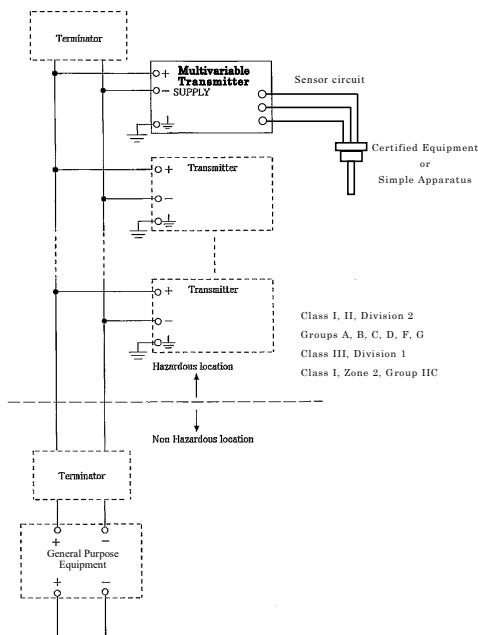 Terminator
+ Multivariable
Transmitter
− SUPPLY
Sensor circuit
Certified Equipment
or
Simple Apparatus
+ Transmitter
−
+ Transmitter
−
Class I, II, Division 2
Groups A, B, C, D, F, G
Class III, Division 1
Class I, Zone 2, Group IIC
Hazardous location
Non Hazardous location
Terminator
+ −
General Purpose
Equipment
+ −